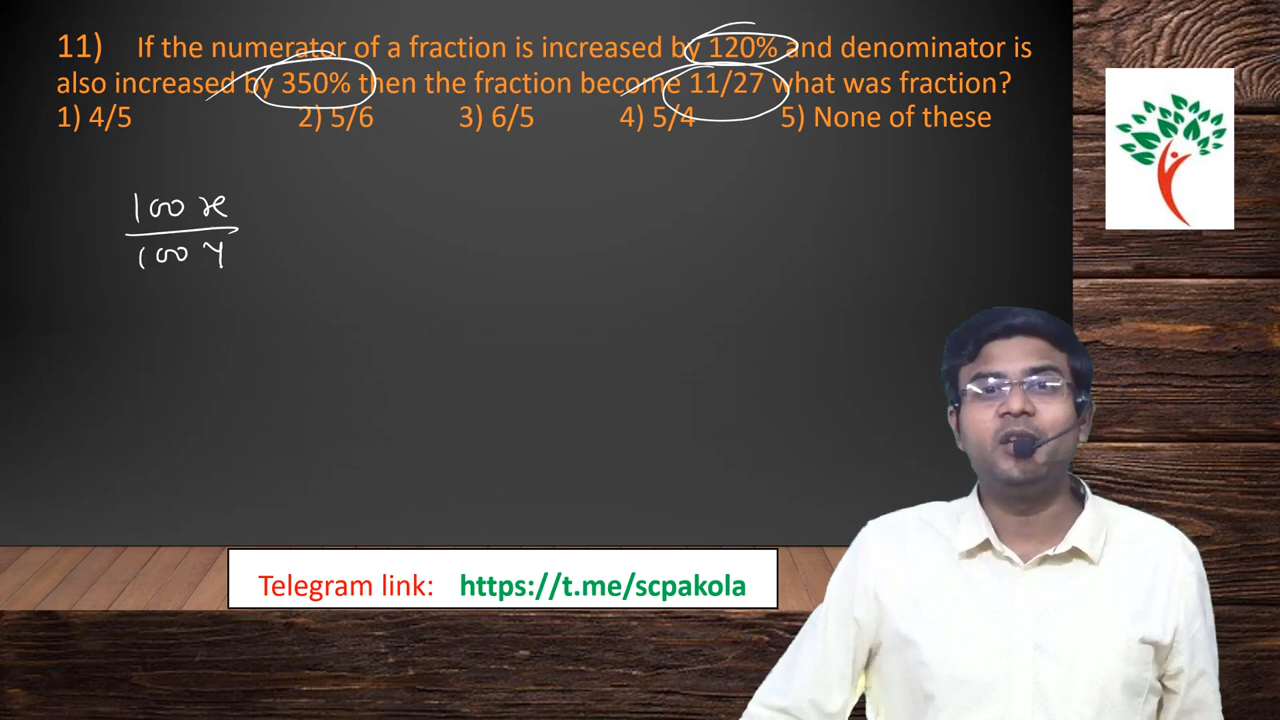 11) If the numerator of a fraction is increased by 120% and denominator is
also increased by 350% then the fraction become 11/27 what was fraction?
1) 4/5 2) 5/6 3) 6/5 4) 5/4 5) None of these
100 x
100 y
Telegram link: https://t.me/scpakola